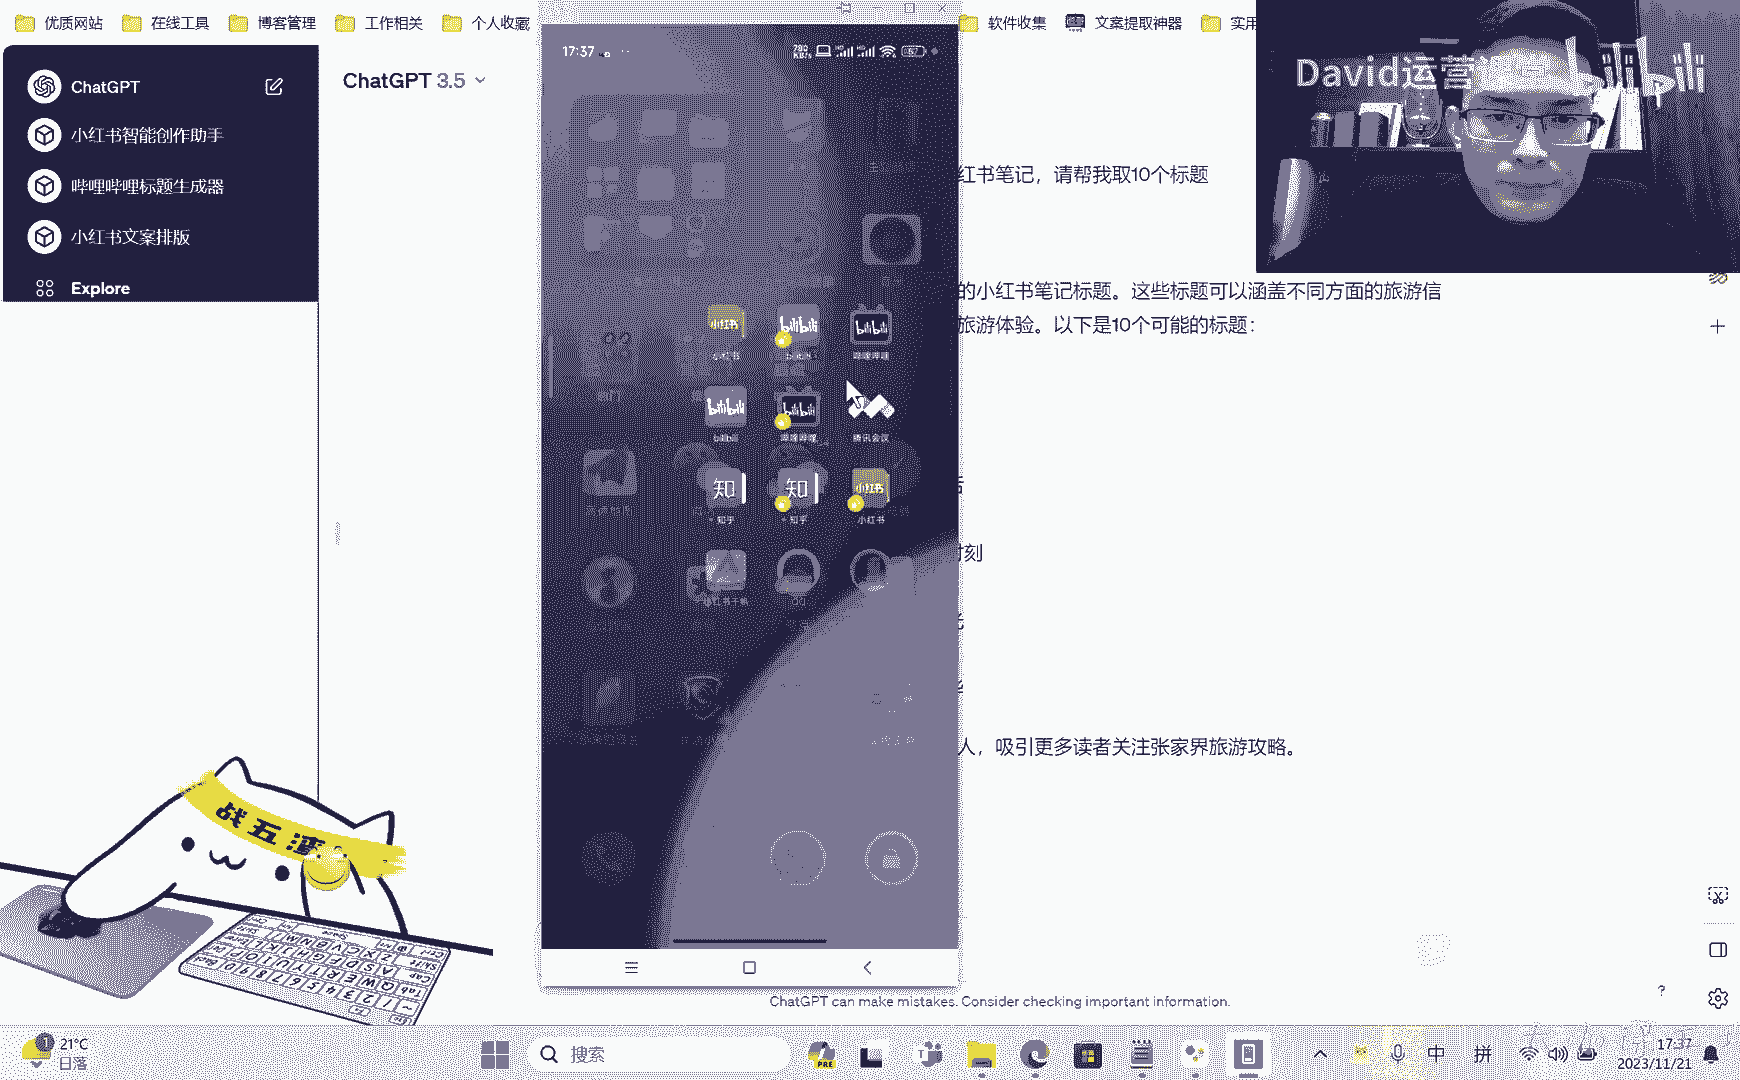 优质网站
在线工具
博客管理
工作相关
个人收藏
软件收集
文案提取神器
实用
David运营 bilibili
ChatGPT
小红书智能创作助手
哔哩哔哩标题生成器
小红书文案排版
Explore
ChatGPT 3.5
17:37
780
KB/s
红书笔记，请帮我取10个标题
的小红书笔记标题。这些标题可以涵盖不同方面的旅游信
旅游体验。以下是10个可能的标题：
小红书
bilibili
哔哩哔哩
bilibili
哔哩哔哩
腾讯会议
知乎
知乎
小红书
时刻
人，吸引更多读者关注张家界旅游攻略。
战五渣
ChatGPT can make mistakes. Consider checking important information.
?
1
21°C
日落
搜索
PRE
中
拼
17:37
2023/11/21